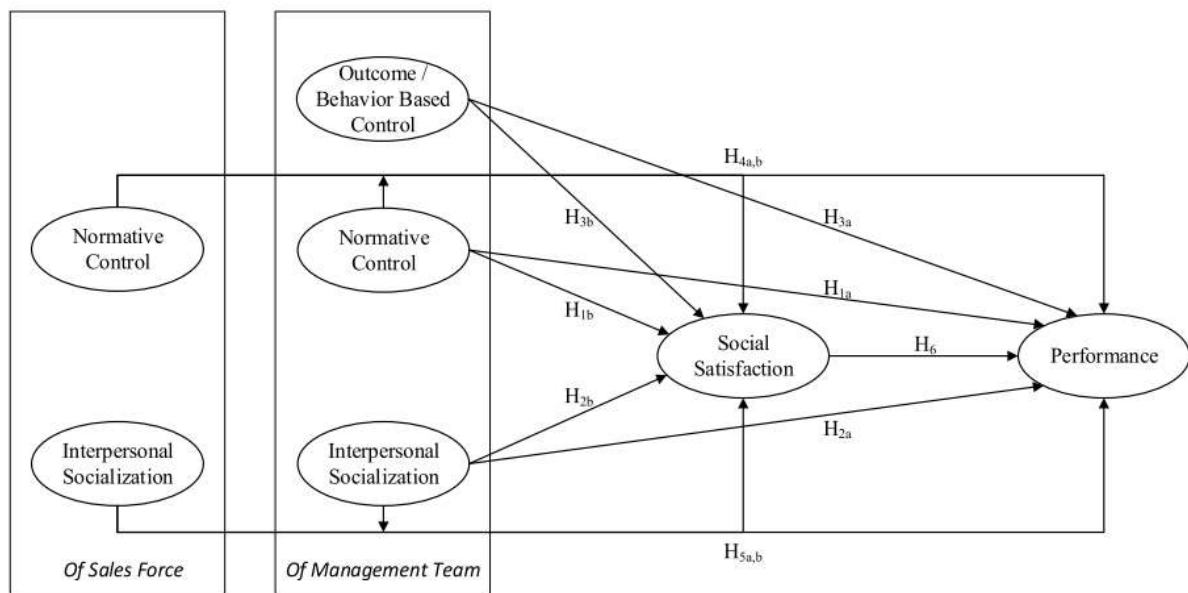 Outcome /
Behavior Based
Control
H4a,b
H3b
H3a
Normative
Control
Normative
Control
H1a
H1b
Social
Satisfaction
H6
Performance
H2b
H2a
Interpersonal
Socialization
Interpersonal
Socialization
H5a,b
Of Sales Force
Of Management Team